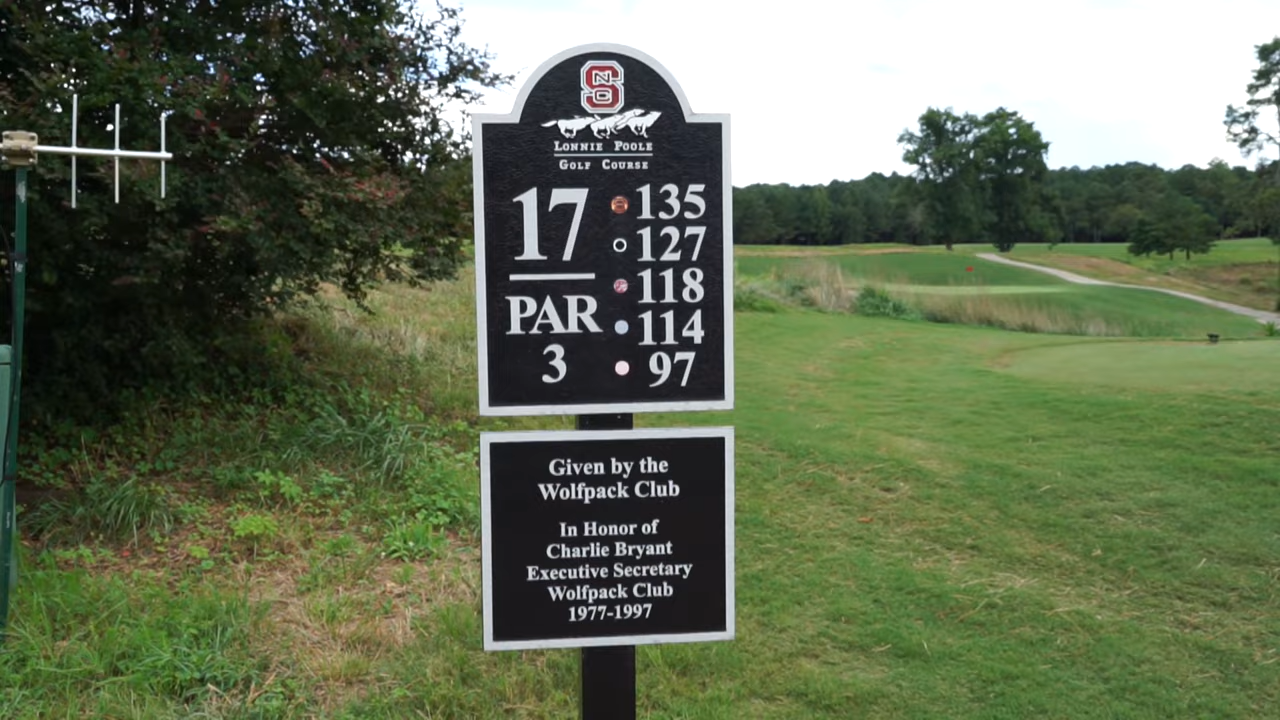 NC S
LONNIE POOLE
GOLF COURSE
17
PAR
3
135
127
118
114
97
Given by the
Wolfpack Club
In Honor of
Charlie Bryant
Executive Secretary
Wolfpack Club
1977-1997